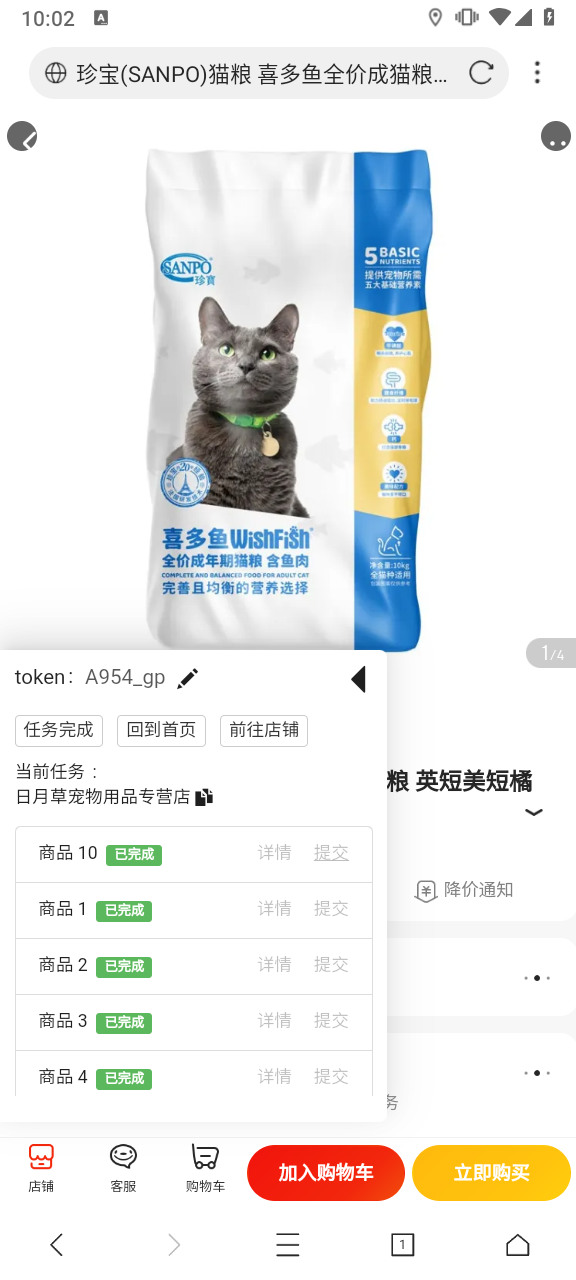 10:02
A
珍宝(SANPO)猫粮 喜多鱼全价成猫粮...
5 BASIC
NUTRIENTS
提供宠物所需
五大基础营养素
SANPO
珍寶
喜多鱼WishFish
全价成年期猫粮 含鱼肉
COMPLETE AND BALANCED FOOD FOR ADULT CAT
完善且均衡的营养选择
净含量:10kg
全猫种适用
1/4
token: A954_gp
任务完成 回到首页 前往店铺
当前任务 :
日月草宠物用品专营店
粮 英短美短橘
商品 10 已完成 详情 提交
降价通知
商品 1 已完成 详情 提交
商品 2 已完成 详情 提交
商品 3 已完成 详情 提交
商品 4 已完成 详情 提交
务
店铺 客服 购物车 加入购物车 立即购买
1